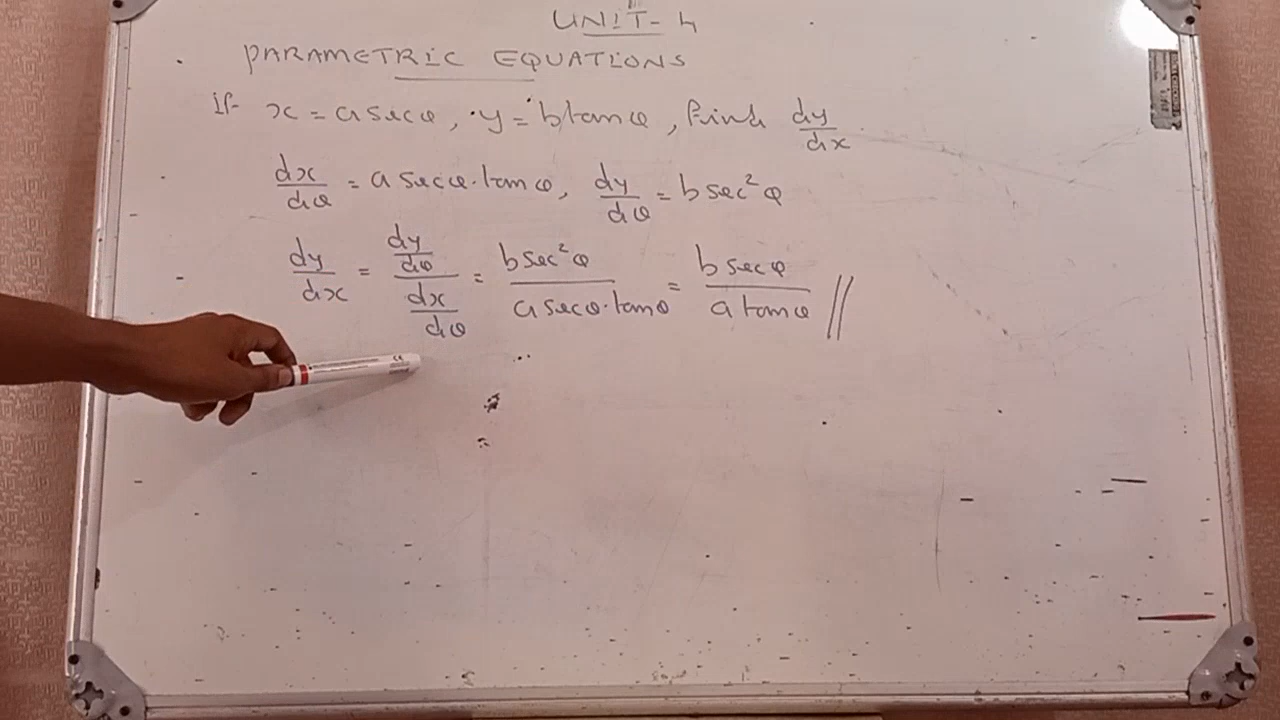 UNIT-4
PARAMETRIC EQUATIONS
If x = a secθ, y = b tanθ, Find dy/dx
dx/dθ = a secθ·tanθ, dy/dθ = b sec²θ
dy/dx = (dy/dθ)/(dx/dθ) = b sec²θ/(a secθ·tanθ) = b secθ/(a tanθ) //